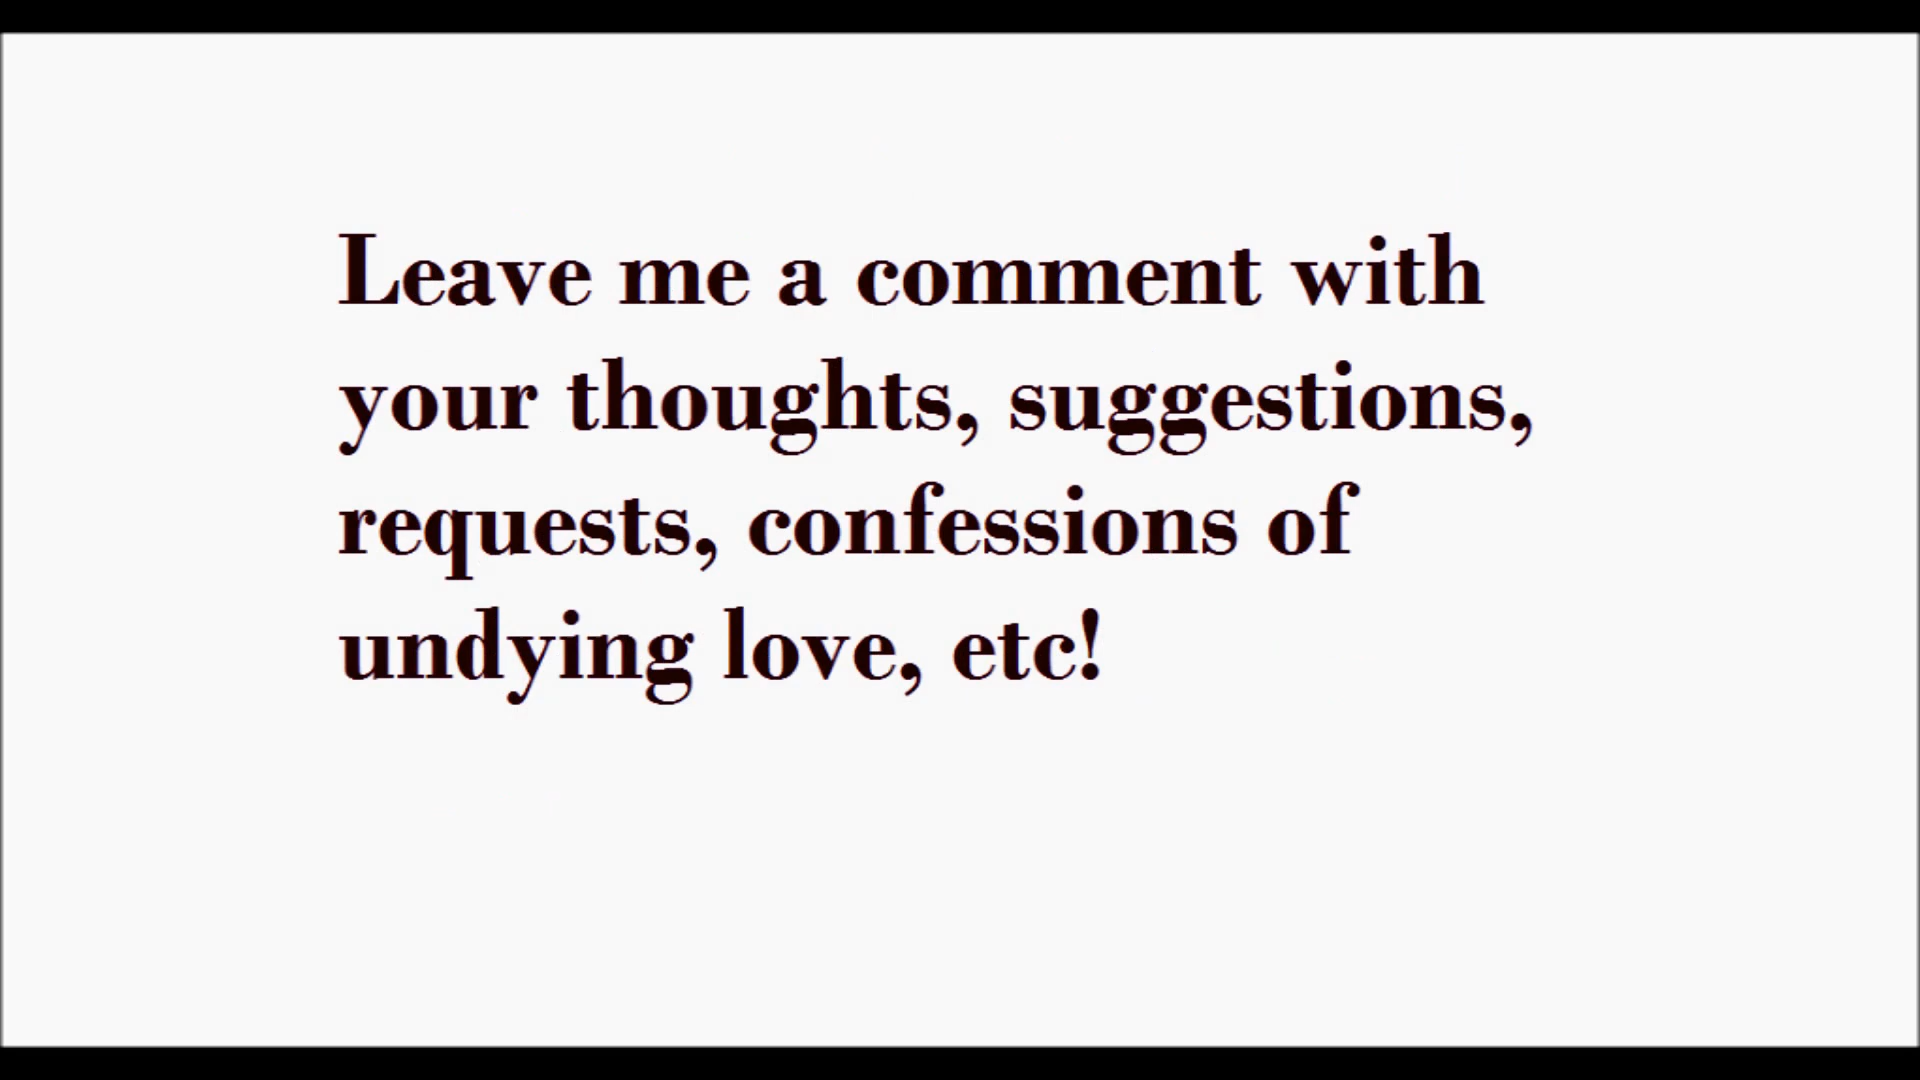 Leave me a comment with
your thoughts, suggestions,
requests, confessions of
undying love, etc!